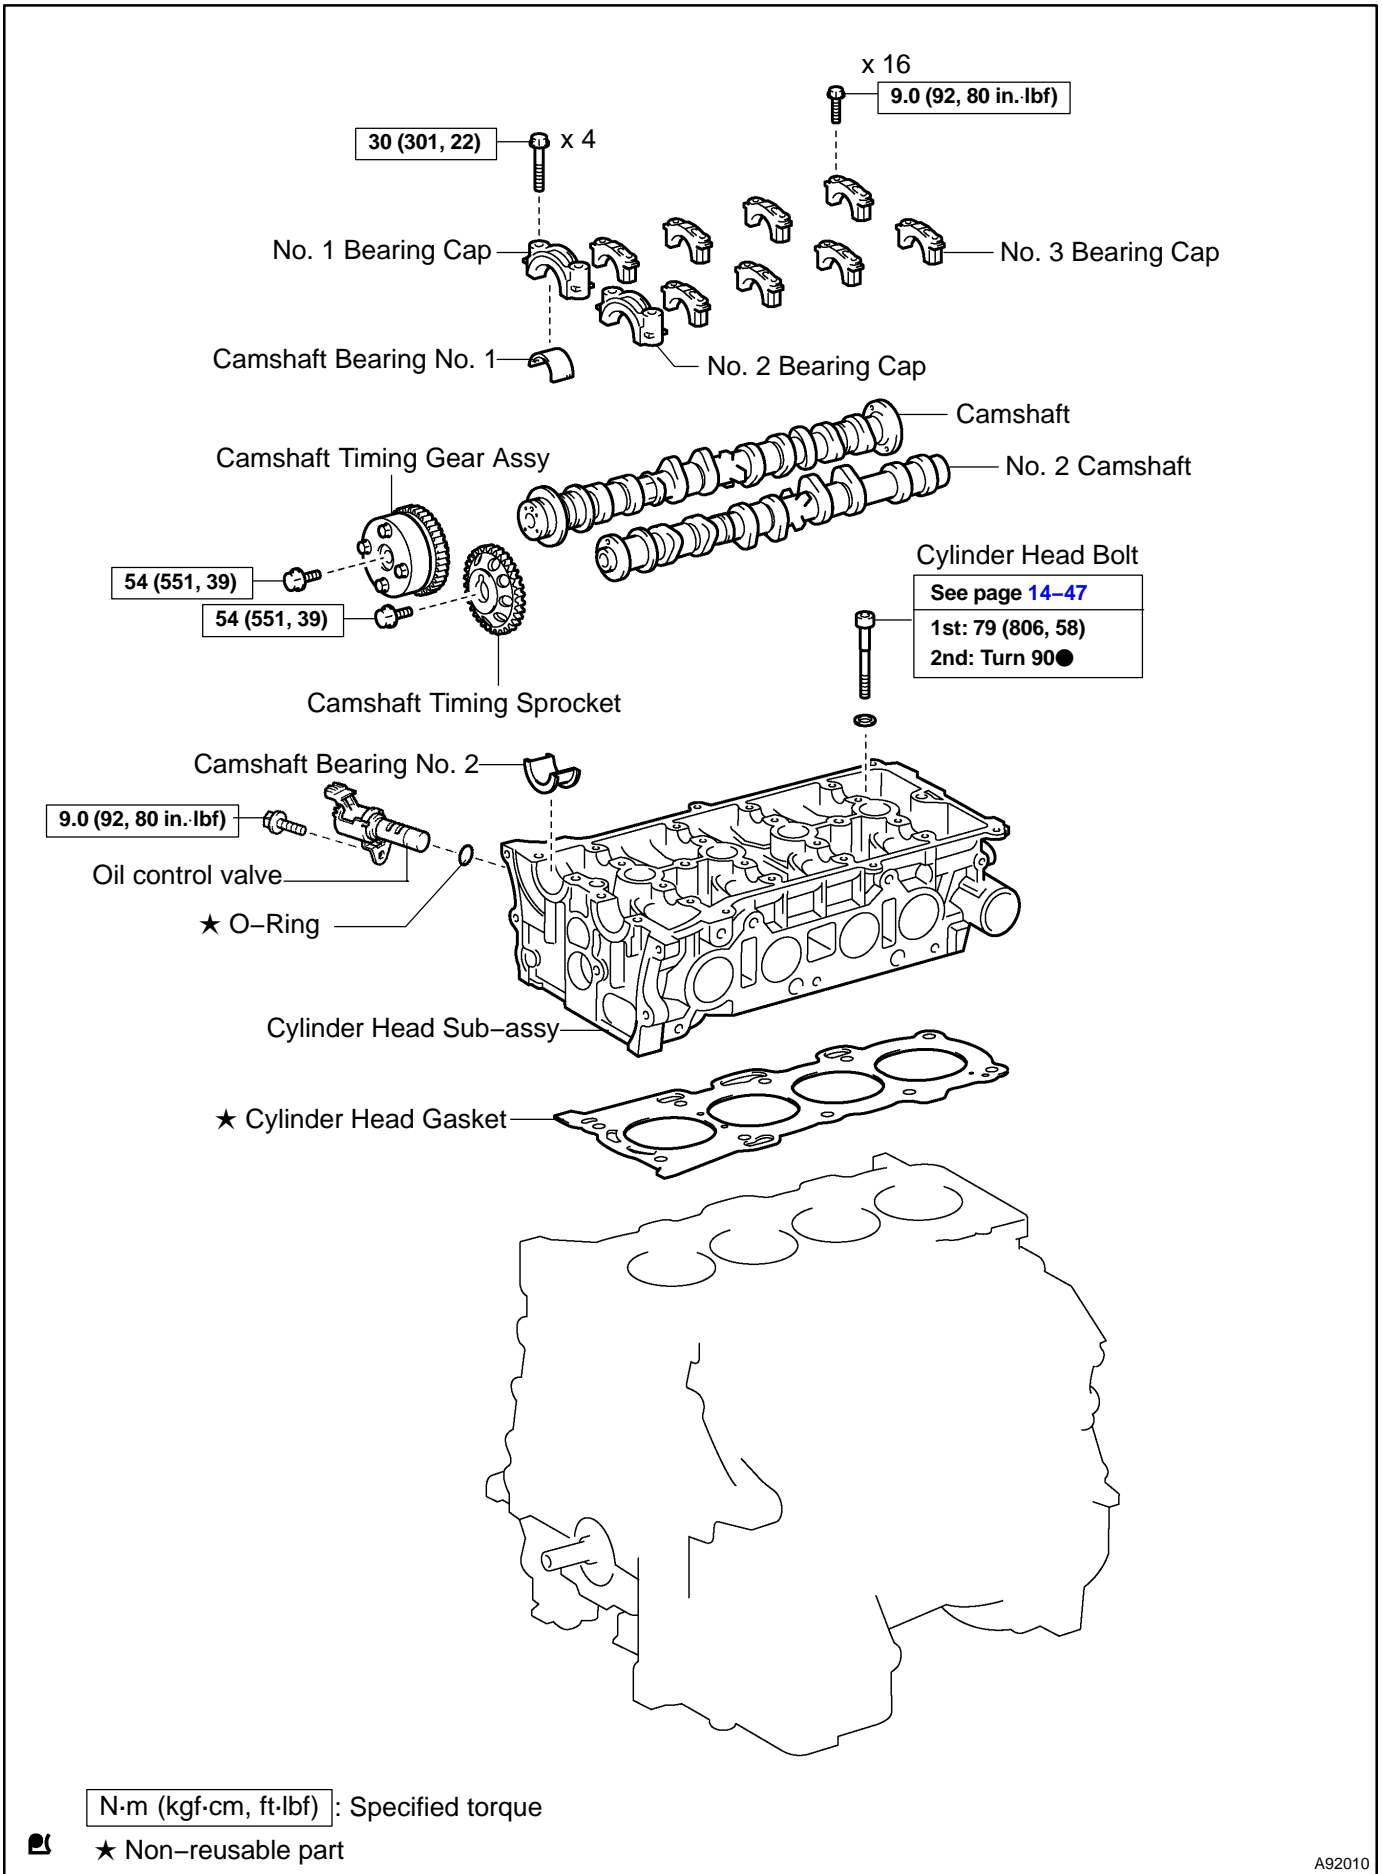 x 16
9.0 (92, 80 in.·lbf)
30 (301, 22)
x 4
No. 1 Bearing Cap
No. 3 Bearing Cap
Camshaft Bearing No. 1
No. 2 Bearing Cap
Camshaft
Camshaft Timing Gear Assy
No. 2 Camshaft
Cylinder Head Bolt
54 (551, 39)
See page 14–47
54 (551, 39)
1st: 79 (806, 58)
2nd: Turn 90●
Camshaft Timing Sprocket
Camshaft Bearing No. 2
9.0 (92, 80 in.·lbf)
Oil control valve
★ O–Ring
Cylinder Head Sub–assy
★ Cylinder Head Gasket
N·m (kgf·cm, ft·lbf) : Specified torque
★ Non–reusable part
A92010